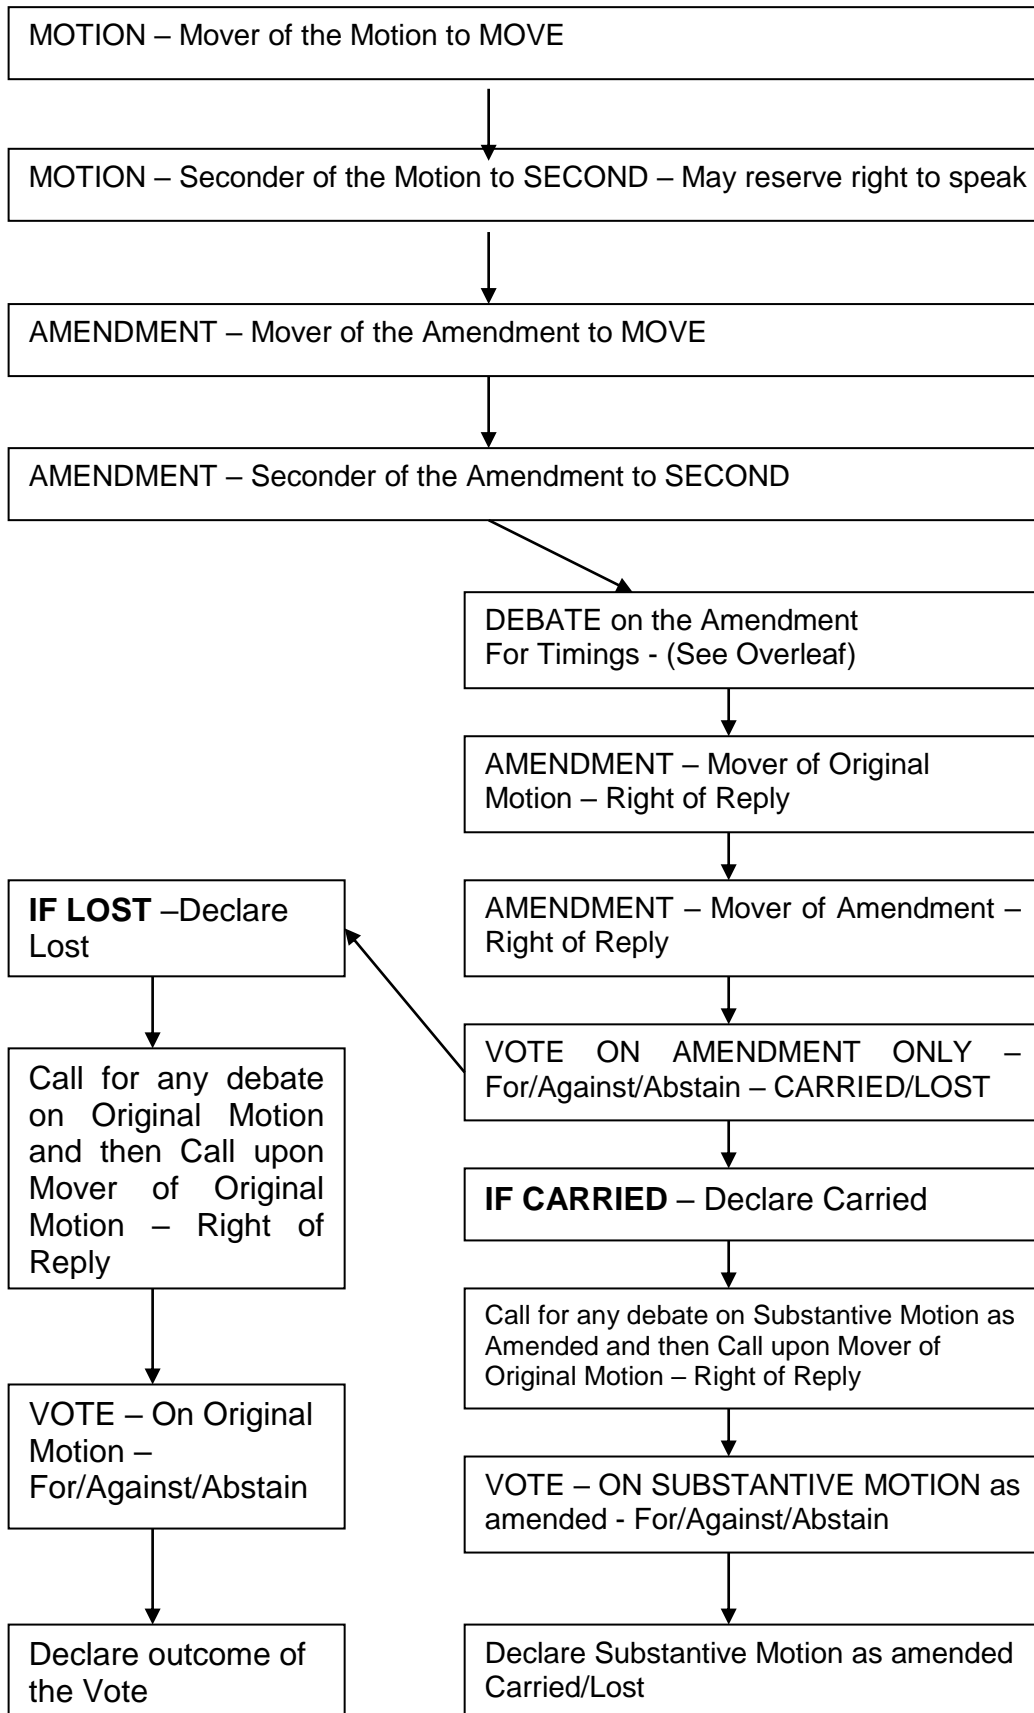 MOTION – Mover of the Motion to MOVE
MOTION – Seconder of the Motion to SECOND – May reserve right to speak
AMENDMENT – Mover of the Amendment to MOVE
AMENDMENT – Seconder of the Amendment to SECOND
DEBATE on the Amendment
For Timings - (See Overleaf)
AMENDMENT – Mover of Original
Motion – Right of Reply
AMENDMENT – Mover of Amendment –
Right of Reply
VOTE ON AMENDMENT ONLY –
For/Against/Abstain – CARRIED/LOST
IF LOST –Declare
Lost
Call for any debate
on Original Motion
and then Call upon
Mover of Original
Motion – Right of
Reply
VOTE – On Original
Motion –
For/Against/Abstain
Declare outcome of
the Vote
IF CARRIED – Declare Carried
Call for any debate on Substantive Motion as
Amended and then Call upon Mover of
Original Motion – Right of Reply
VOTE – ON SUBSTANTIVE MOTION as
amended - For/Against/Abstain
Declare Substantive Motion as amended
Carried/Lost